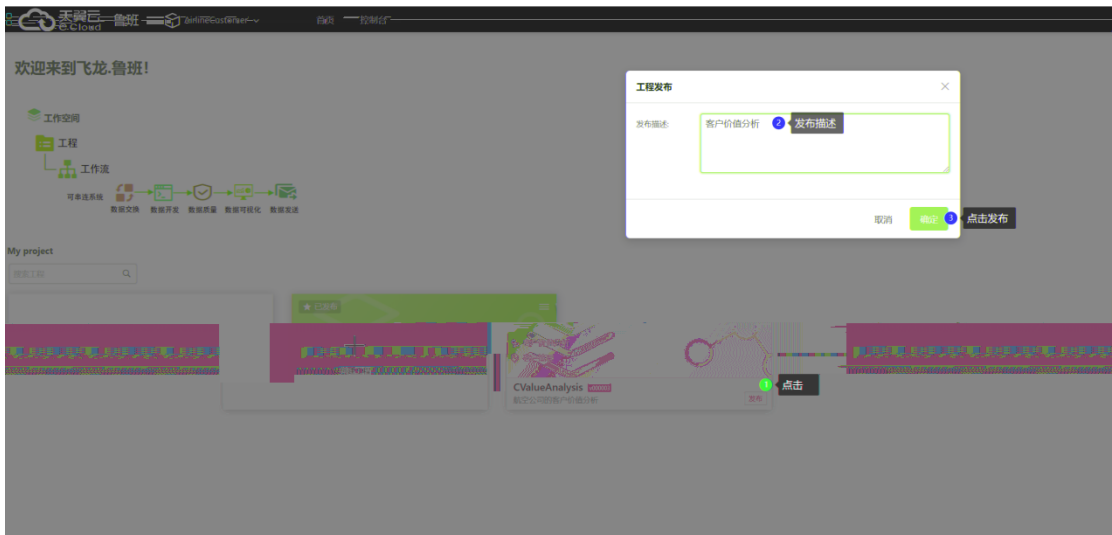 天翼云 鲁班
e Cloud
首页
控制台
欢迎来到飞龙.鲁班!
工作空间
工程
工作流
可串连系统
数据交换 数据开发 数据质量 数据可视化 数据发送
My project
搜索工程
已发布
CValueAnalysis
航空公司的客户价值分析
发布
1 点击
工程发布
发布描述:
客户价值分析
2 发布描述
取消
确定
3 点击发布